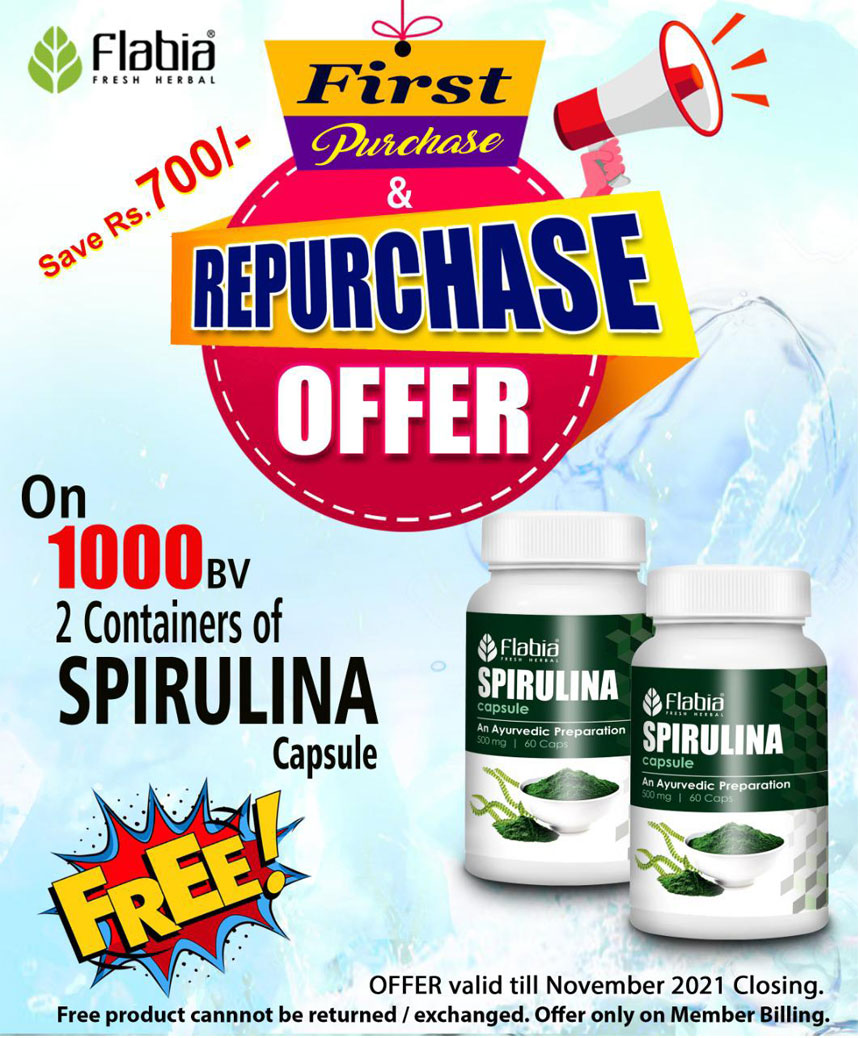 Flabia®
FRESH HERBAL
First
Purchase
&
Save Rs.700/-
REPURCHASE
OFFER
On
1000BV
2 Containers of
SPIRULINA
Capsule
FREE!
Flabia
FRESH HERBAL
SPIRULINA
capsule
An Ayurvedic Preparation
500 mg | 60 Caps
Flabia
FRESH HERBAL
SPIRULINA
capsule
An Ayurvedic Preparation
500 mg | 60 Caps
OFFER valid till November 2021 Closing.
Free product cannnot be returned / exchanged. Offer only on Member Billing.